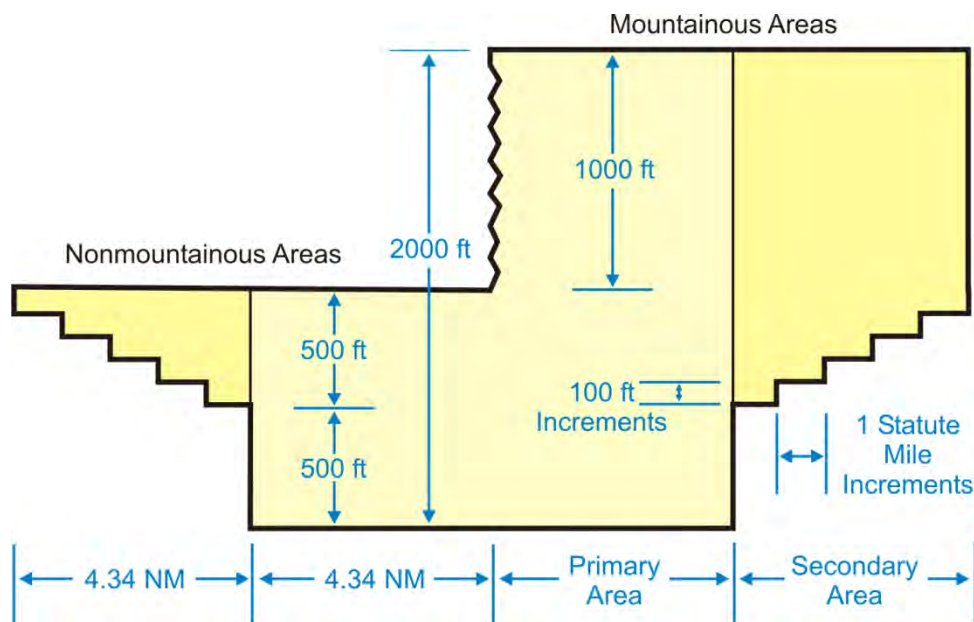 Mountainous Areas
1000 ft
2000 ft
Nonmountainous Areas
500 ft
100 ft
Increments
1 Statute
Mile
Increments
500 ft
4.34 NM
4.34 NM
Primary
Area
Secondary
Area